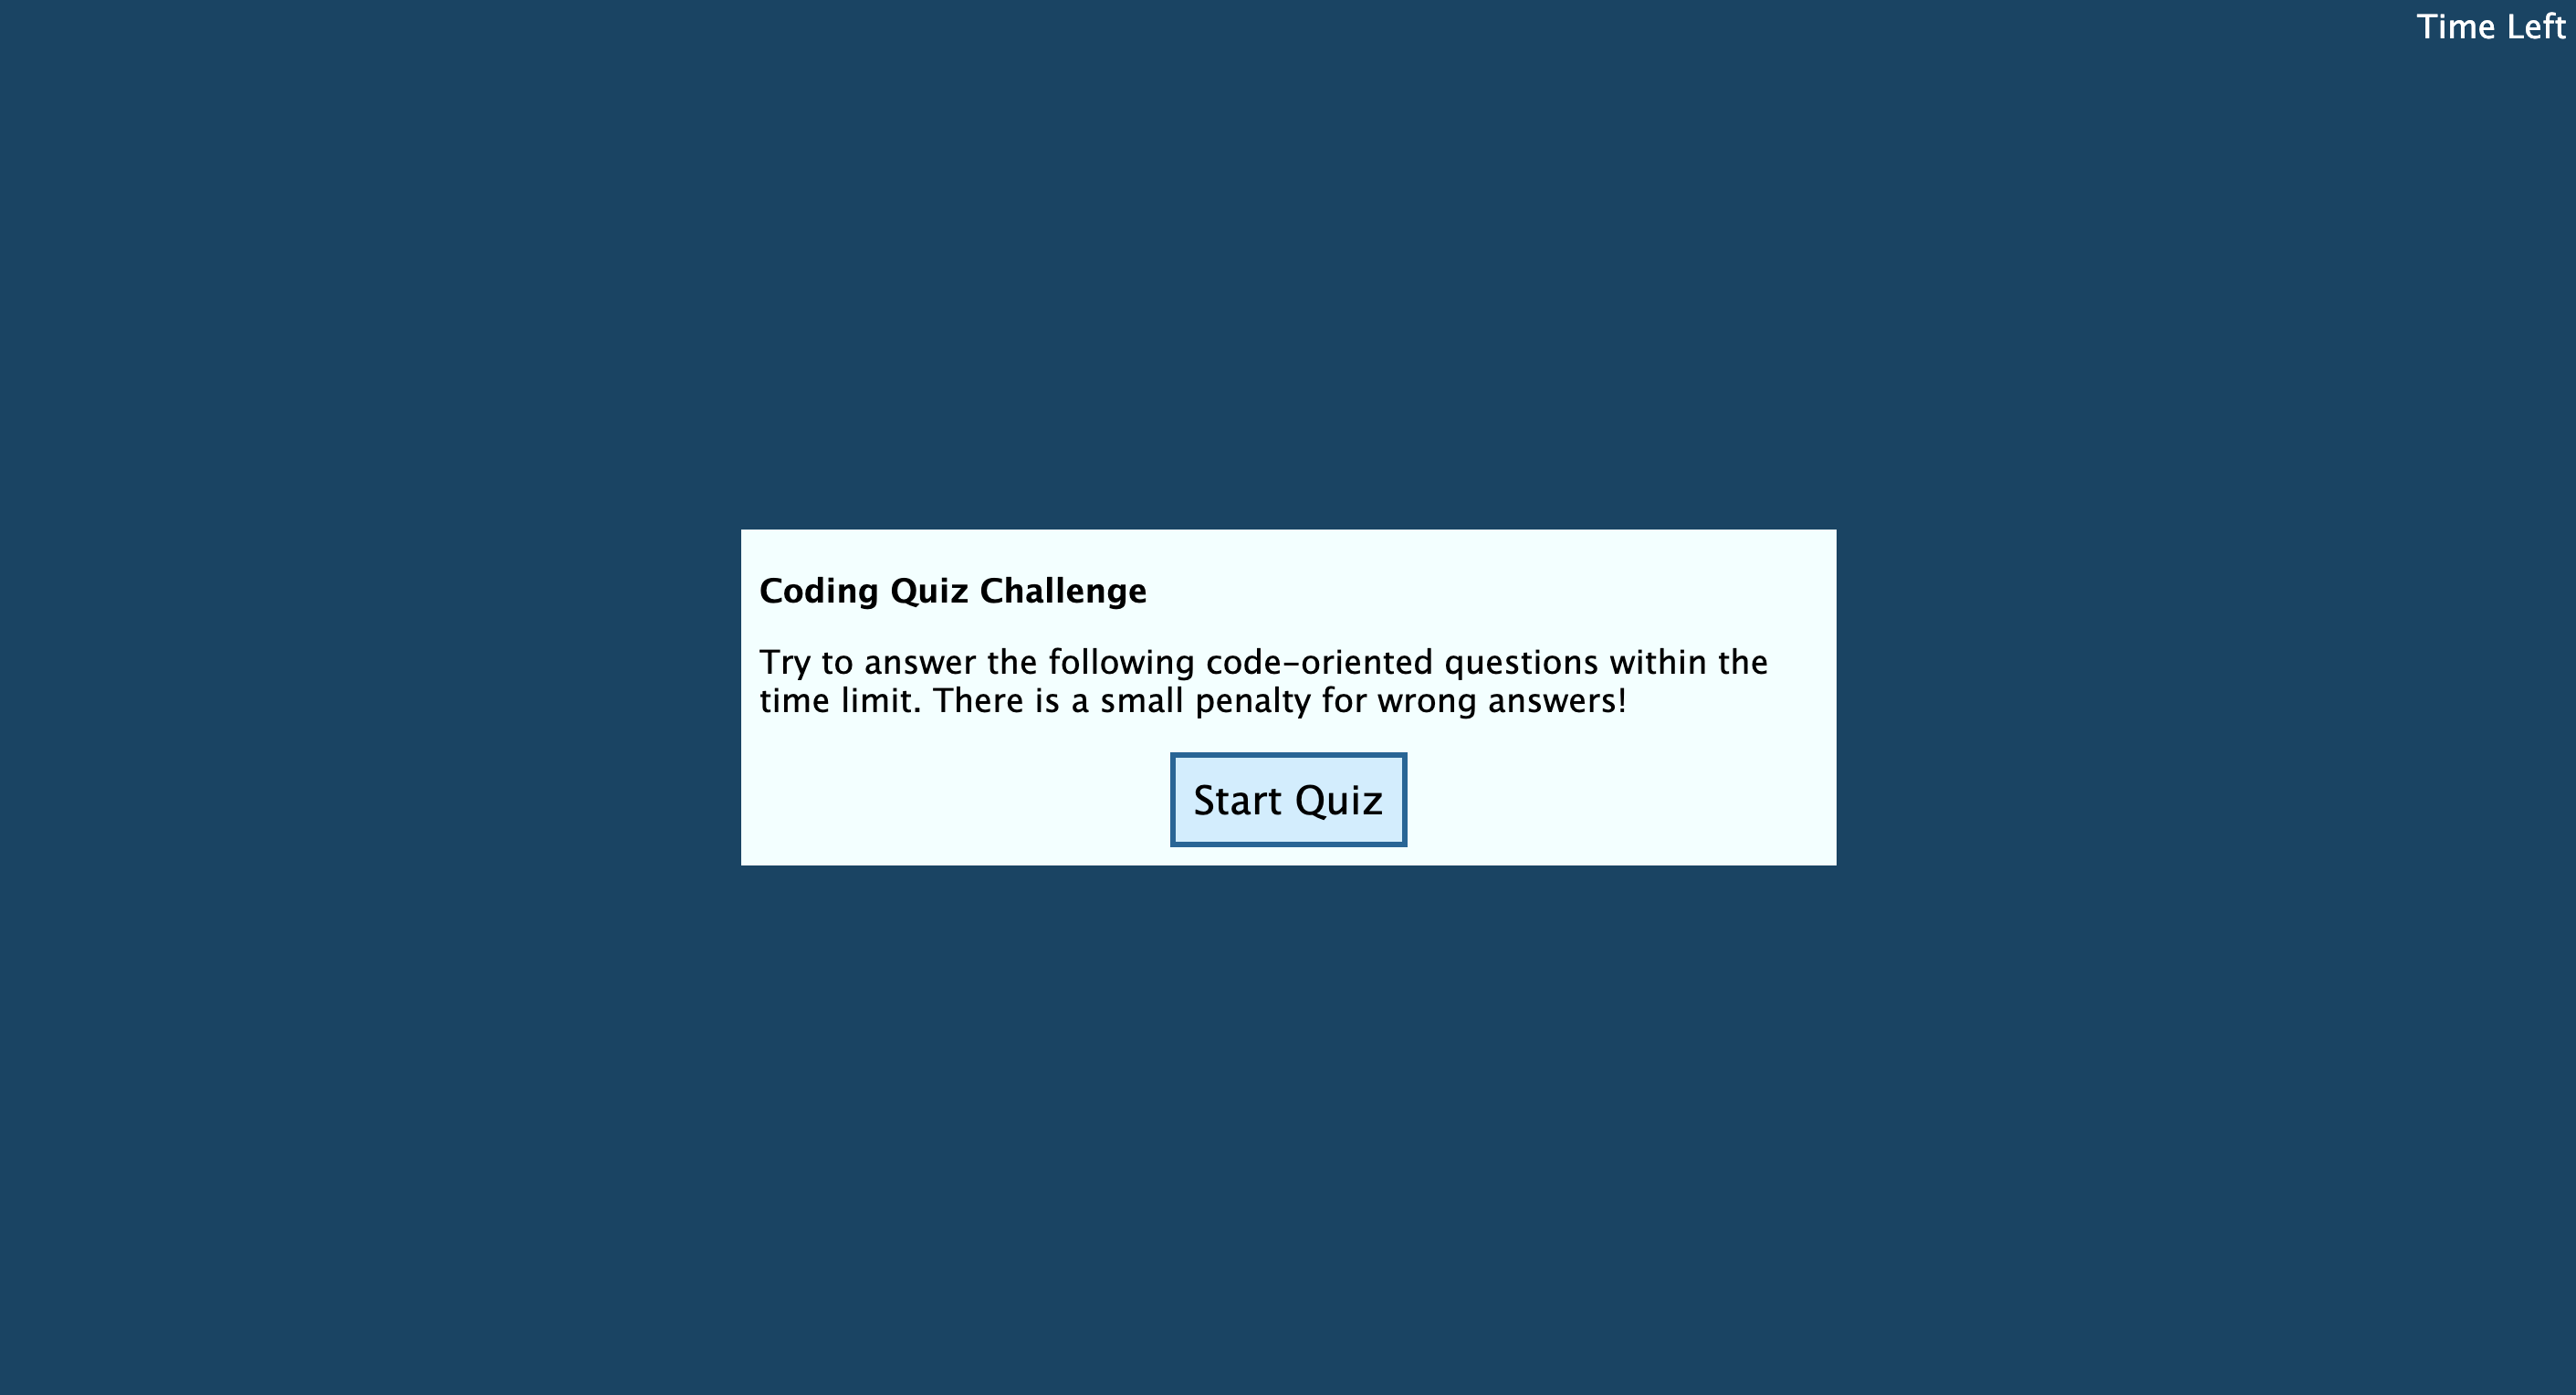 Time Left
Coding Quiz Challenge
Try to answer the following code-oriented questions within the
time limit. There is a small penalty for wrong answers!
Start Quiz